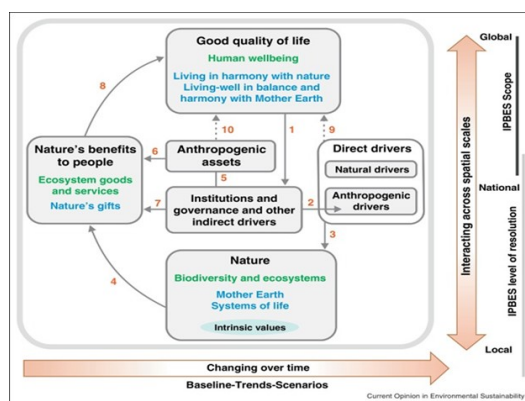 Good quality of life
Human wellbeing
Living in harmony with nature
Living-well in balance and
harmony with Mother Earth
8
10
1
9
Nature's benefits
to people
Ecosystem goods
and services
Nature's gifts
6
Anthropogenic
assets
5
7
Institutions and
governance and other
indirect drivers
2
Direct drivers
Natural drivers
Anthropogenic
drivers
3
4
Nature
Biodiversity and ecosystems
Mother Earth
Systems of life
Intrinsic values
Global
National
Local
Interacting across spatial scales
IPBES Scope
IPBES level of resolution
Changing over time
Baseline-Trends-Scenarios
Current Opinion in Environmental Sustainability